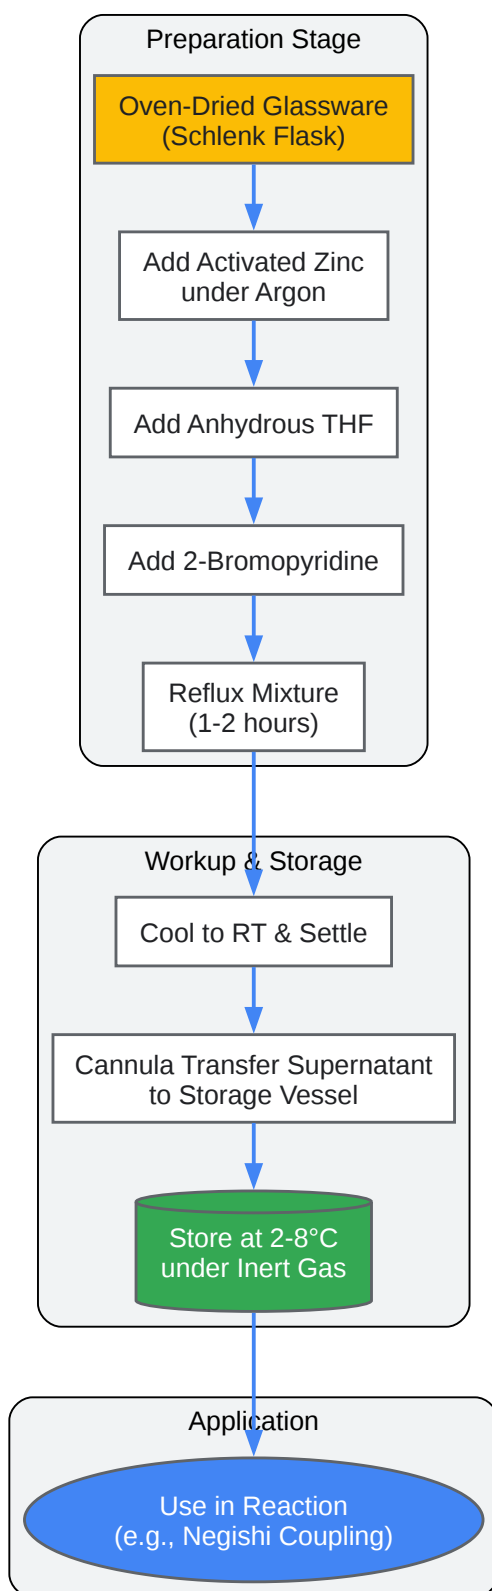 Preparation Stage
Oven-Dried Glassware
(Schlenk Flask)
Add Activated Zinc
under Argon
Add Anhydrous THF
Add 2-Bromopyridine
Reflux Mixture
(1-2 hours)
Workup & Storage
Cool to RT & Settle
Cannula Transfer Supernatant
to Storage Vessel
Store at 2-8°C
under Inert Gas
Application
Use in Reaction
(e.g., Negishi Coupling)